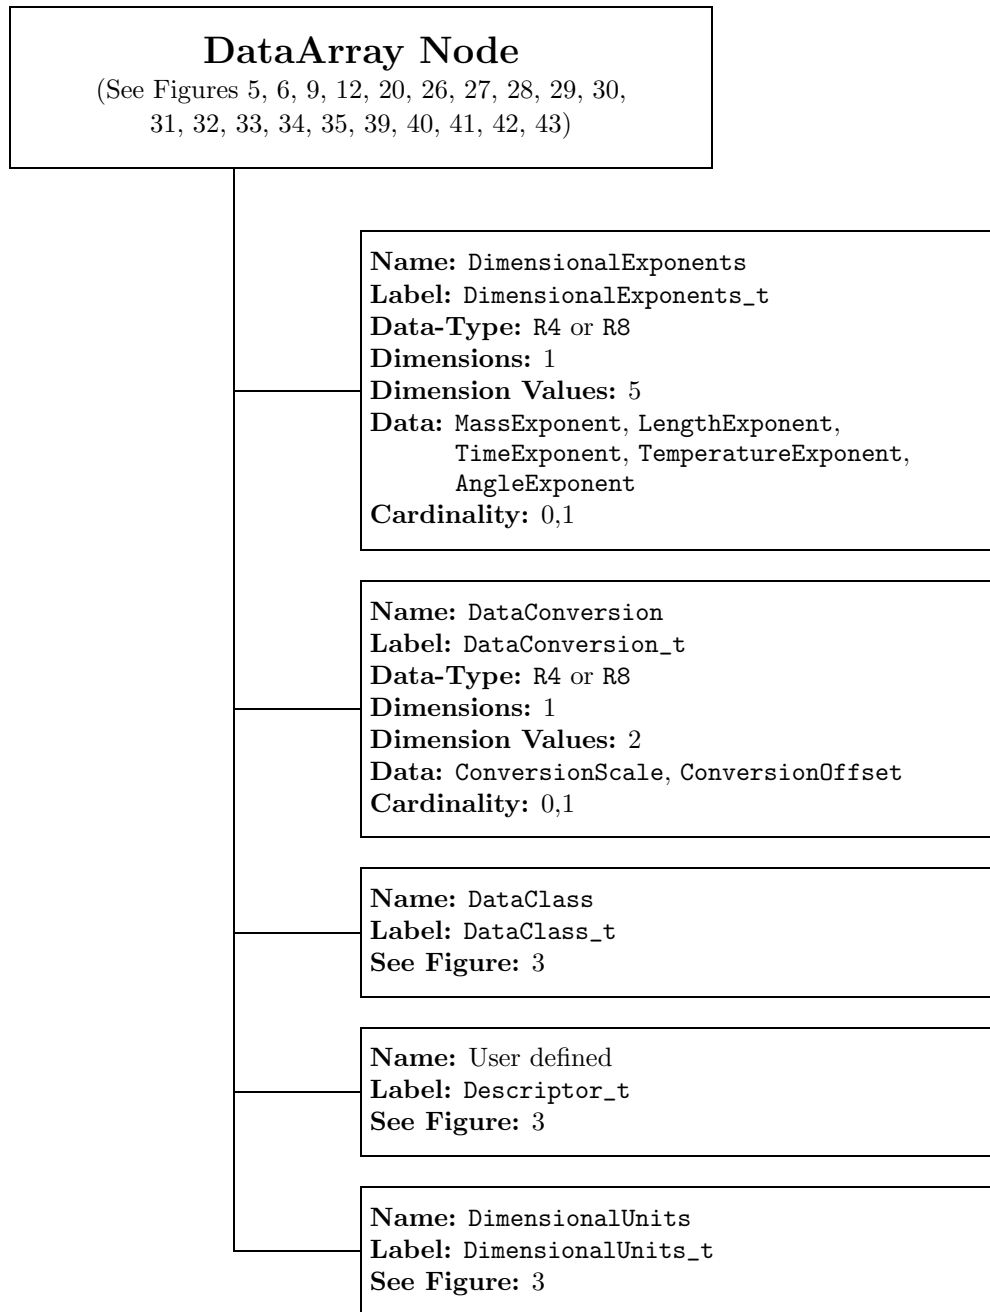 DataArray Node
(See Figures 5, 6, 9, 12, 20, 26, 27, 28, 29, 30,
31, 32, 33, 34, 35, 39, 40, 41, 42, 43)
Name: DimensionalExponents
Label: DimensionalExponents_t
Data-Type: R4 or R8
Dimensions: 1
Dimension Values: 5
Data: MassExponent, LengthExponent,
TimeExponent, TemperatureExponent,
AngleExponent
Cardinality: 0,1
Name: DataConversion
Label: DataConversion_t
Data-Type: R4 or R8
Dimensions: 1
Dimension Values: 2
Data: ConversionScale, ConversionOffset
Cardinality: 0,1
Name: DataClass
Label: DataClass_t
See Figure: 3
Name: User defined
Label: Descriptor_t
See Figure: 3
Name: DimensionalUnits
Label: DimensionalUnits_t
See Figure: 3